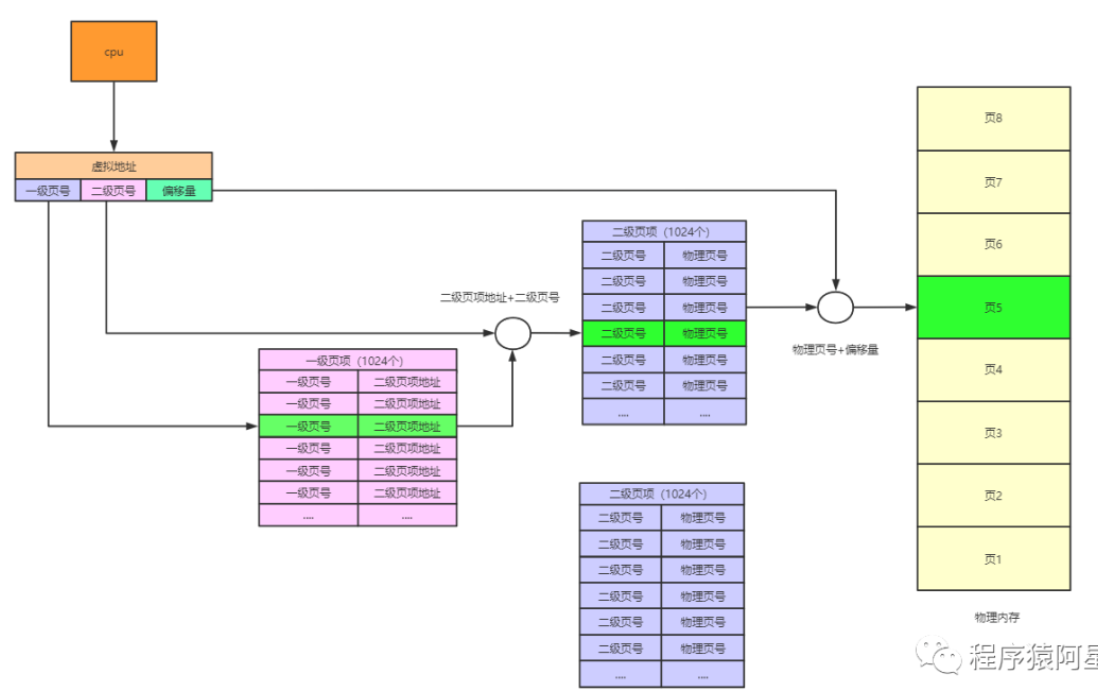 cpu
虚拟地址
一级页号 二级页号 偏移量
二级页项地址+二级页号
一级页项（1024个）
一级页号 二级页项地址
一级页号 二级页项地址
一级页号 二级页项地址
一级页号 二级页项地址
一级页号 二级页项地址
一级页号 二级页项地址
.... ....
二级页项（1024个）
二级页号 物理页号
二级页号 物理页号
二级页号 物理页号
二级页号 物理页号
二级页号 物理页号
二级页号 物理页号
.... ....
二级页项（1024个）
二级页号 物理页号
二级页号 物理页号
二级页号 物理页号
二级页号 物理页号
二级页号 物理页号
二级页号 物理页号
.... ....
物理页号+偏移量
页8
页7
页6
页5
页4
页3
页2
页1
物理内存
程序猿阿星